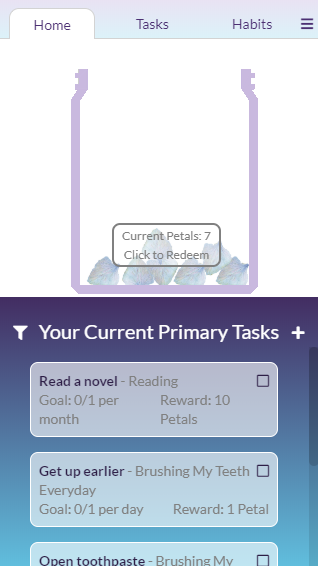 Home Tasks Habits
Current Petals: 7
Click to Redeem
Your Current Primary Tasks
Read a novel - Reading
Goal: 0/1 per month Reward: 10 Petals
Get up earlier - Brushing My Teeth
Everyday
Goal: 0/1 per day Reward: 1 Petal
Open toothpaste - Brushing My